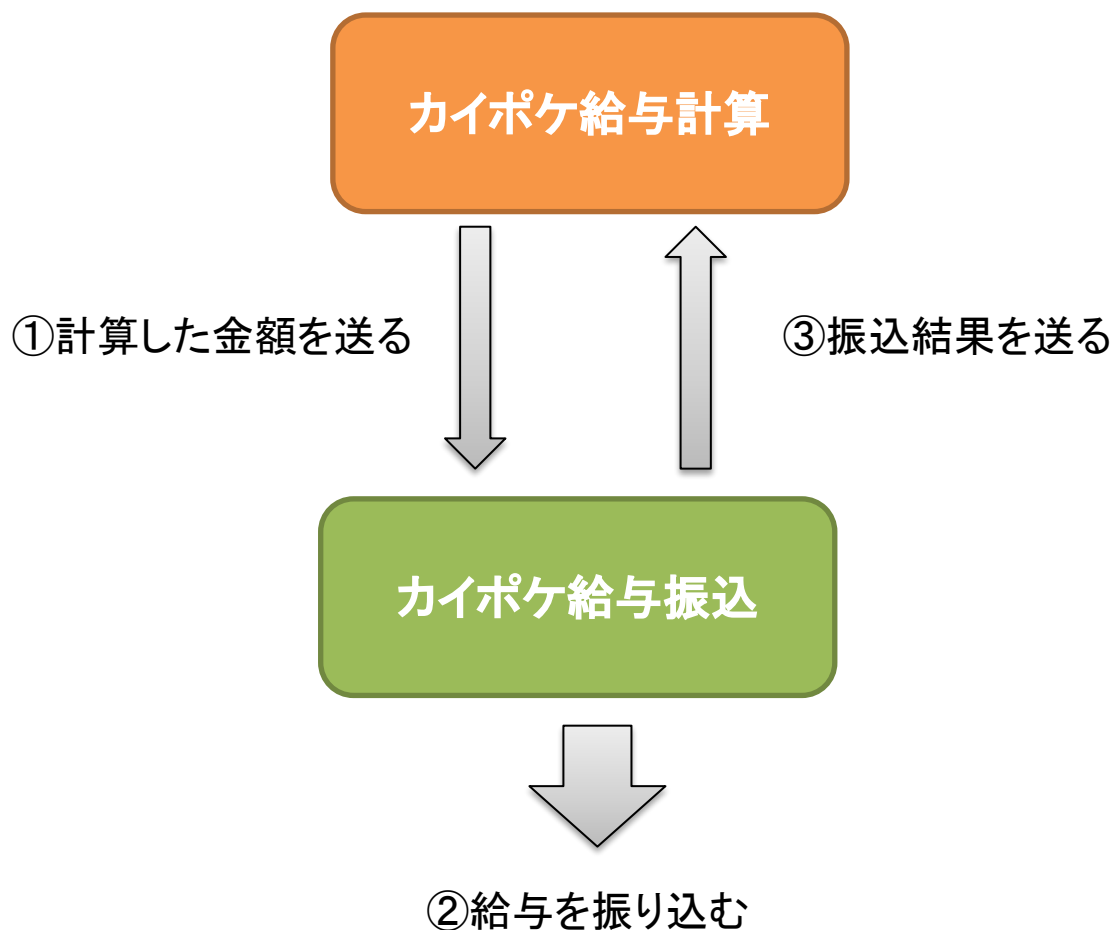 カイポケ給与計算
①計算した金額を送る
③振込結果を送る
カイポケ給与振込
②給与を振り込む